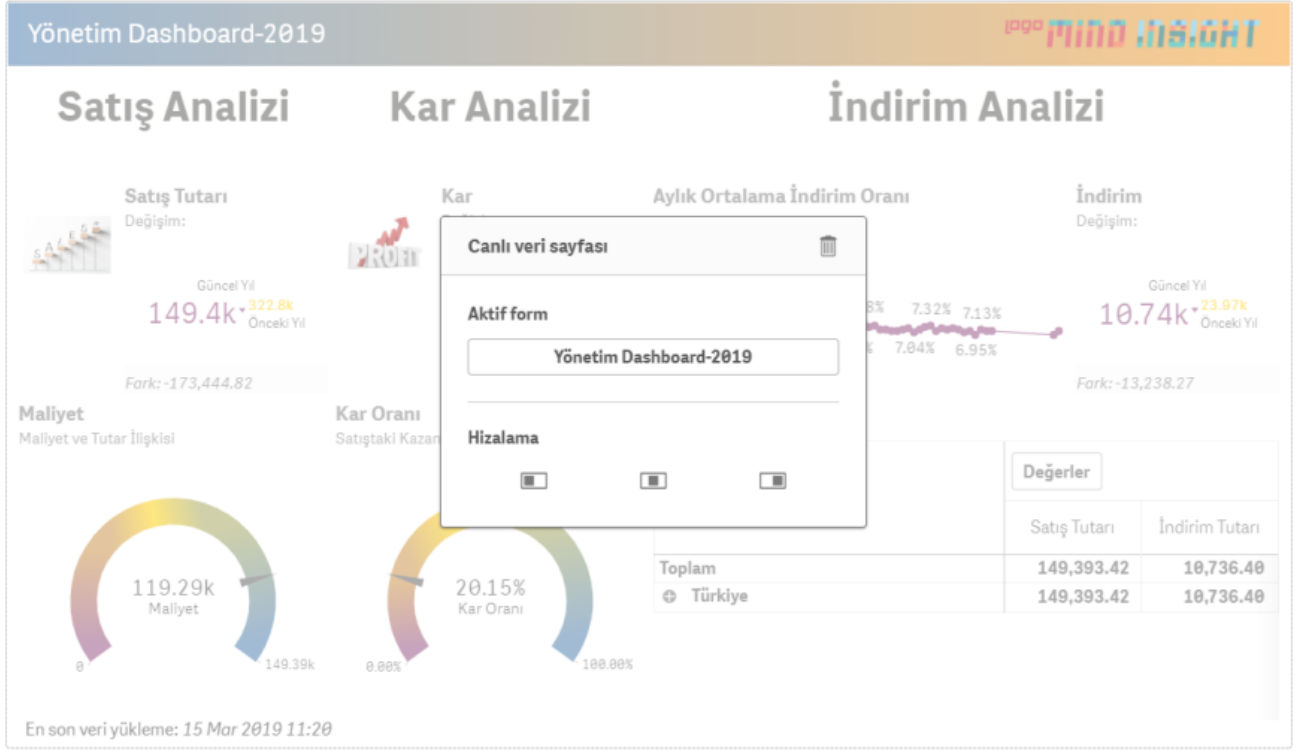 Yönetim Dashboard-2019
logo MIND INSIGHT
Satış Analizi
Kar Analizi
İndirim Analizi
Satış Tutarı
Değişim:
SALES
Güncel Yıl
149.4k
322.8k
Önceki Yıl
Fark: -173,444.82
Kar
PROFIT
Aylık Ortalama İndirim Oranı
7.32%
7.13%
7.04%
6.95%
İndirim
Değişim:
Güncel Yıl
10.74k
23.97k
Önceki Yıl
Fark: -13,238.27
Canlı veri sayfası
Aktif form
Yönetim Dashboard-2019
Hizalama
Maliyet
Maliyet ve Tutar İlişkisi
119.29k
Maliyet
0
149.39k
Kar Oranı
Satıştaki Kazan
20.15%
Kar Oranı
0.00%
100.00%
Değerler
Satış Tutarı İndirim Tutarı
Toplam 149,393.42 10,736.40
Türkiye 149,393.42 10,736.40
En son veri yükleme: 15 Mar 2019 11:20